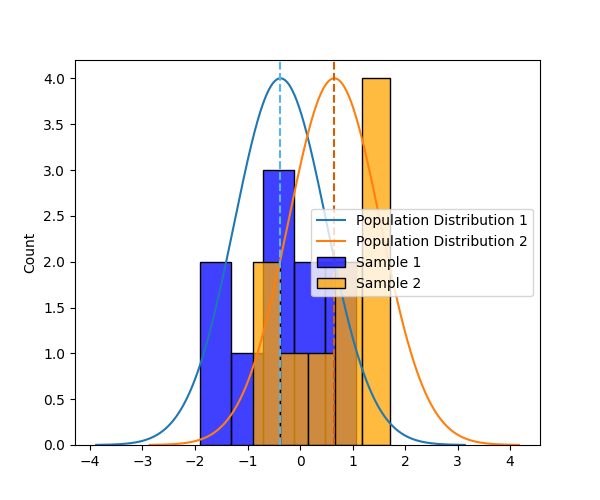 4.0
3.5
3.0
2.5
2.0
1.5
1.0
0.5
0.0
Count
Population Distribution 1
Population Distribution 2
Sample 1
Sample 2
−4 −3 −2 −1 0 1 2 3 4